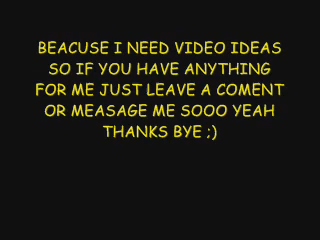 BEACUSE I NEED VIDEO IDEAS
SO IF YOU HAVE ANYTHING
FOR ME JUST LEAVE A COMENT
OR MEASAGE ME SOOO YEAH
THANKS BYE ;)